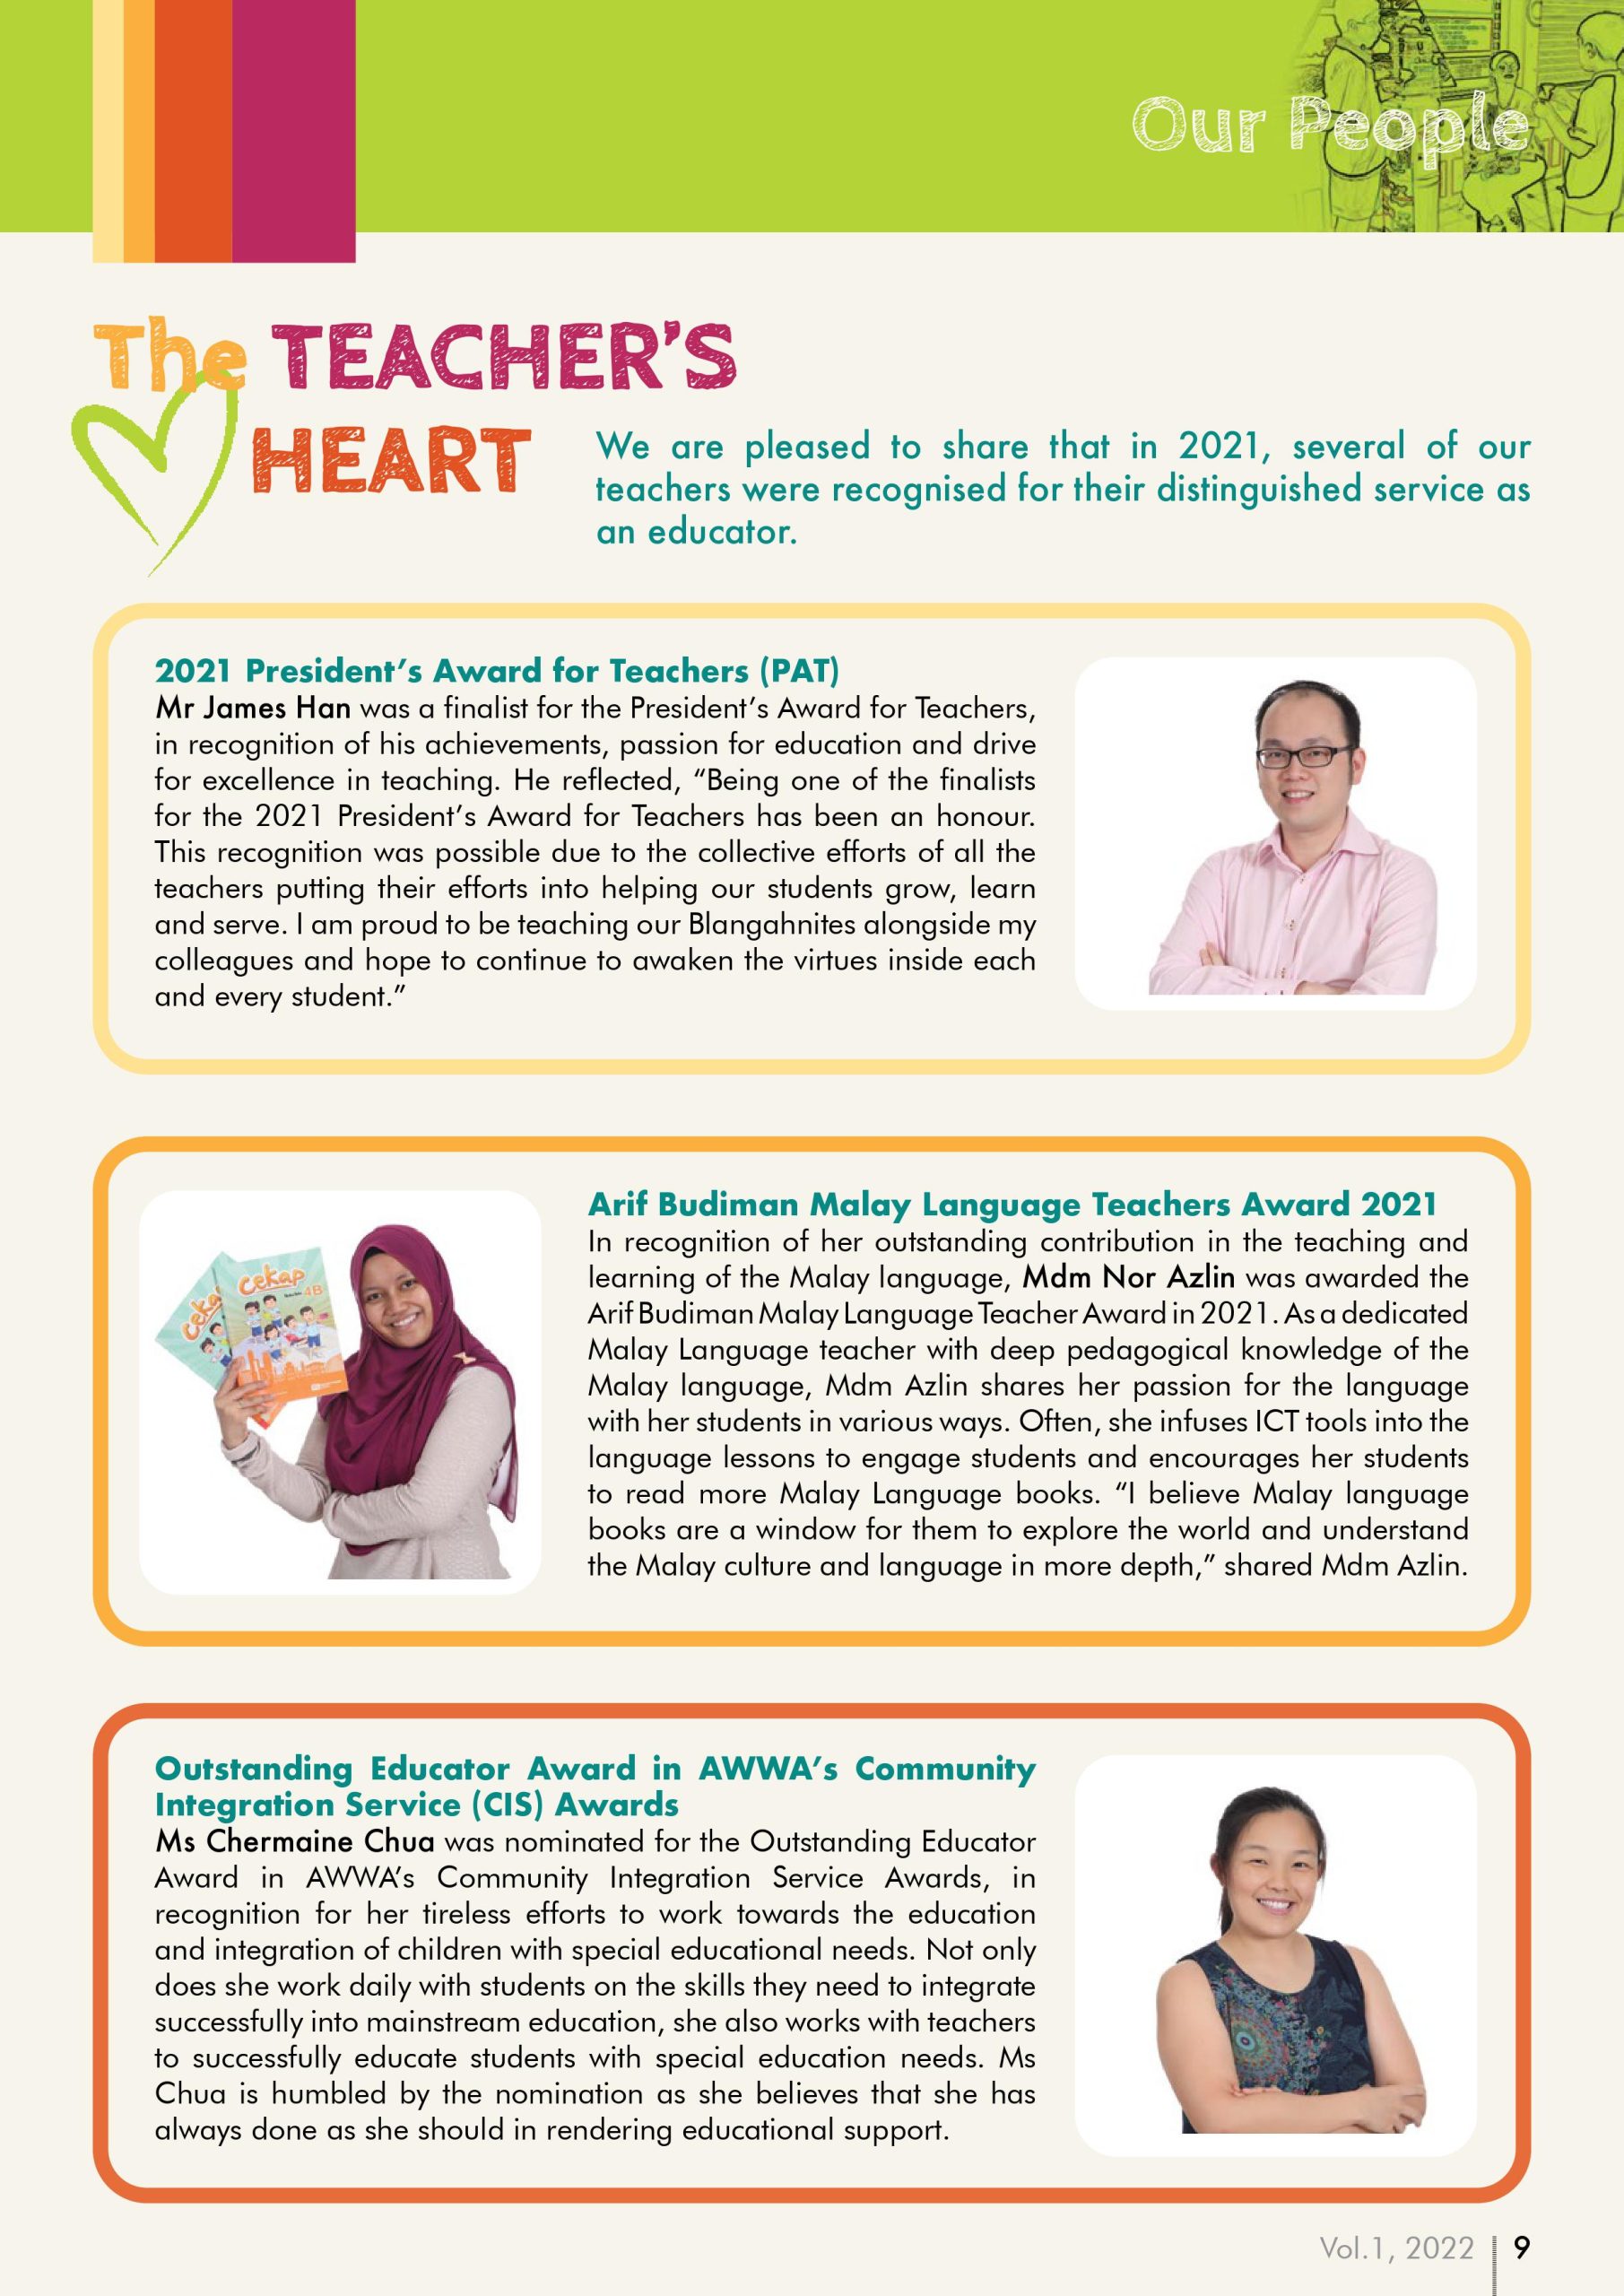 Our People
The TEACHER'S
HEART
We are pleased to share that in 2021, several of our
teachers were recognised for their distinguished service as
an educator.
2021 President's Award for Teachers (PAT)
Mr James Han was a finalist for the President's Award for Teachers,
in recognition of his achievements, passion for education and drive
for excellence in teaching. He reflected, “Being one of the finalists
for the 2021 President's Award for Teachers has been an honour.
This recognition was possible due to the collective efforts of all the
teachers putting their efforts into helping our students grow, learn
and serve. I am proud to be teaching our Blangahnites alongside my
colleagues and hope to continue to awaken the virtues inside each
and every student.”
cekap
4B
Arif Budiman Malay Language Teachers Award 2021
In recognition of her outstanding contribution in the teaching and
learning of the Malay language, Mdm Nor Azlin was awarded the
Arif Budiman Malay Language Teacher Award in 2021. As a dedicated
Malay Language teacher with deep pedagogical knowledge of the
Malay language, Mdm Azlin shares her passion for the language
with her students in various ways. Often, she infuses ICT tools into the
language lessons to engage students and encourages her students
to read more Malay Language books. “I believe Malay language
books are a window for them to explore the world and understand
the Malay culture and language in more depth,” shared Mdm Azlin.
Outstanding Educator Award in AWWA's Community
Integration Service (CIS) Awards
Ms Chermaine Chua was nominated for the Outstanding Educator
Award in AWWA's Community Integration Service Awards, in
recognition for her tireless efforts to work towards the education
and integration of children with special educational needs. Not only
does she work daily with students on the skills they need to integrate
successfully into mainstream education, she also works with teachers
to successfully educate students with special education needs. Ms
Chua is humbled by the nomination as she believes that she has
always done as she should in rendering educational support.
Vol.1, 2022 9